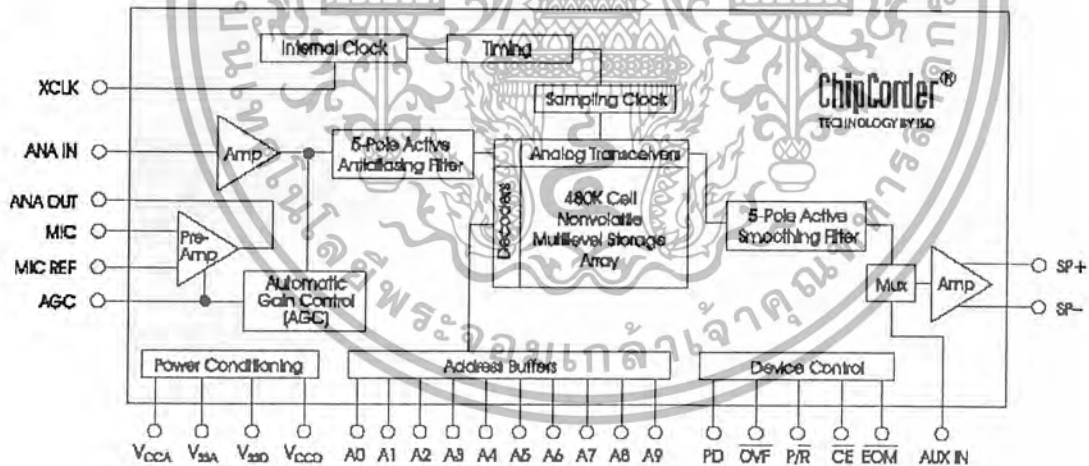 Internal Clock
Timing
XCLK
Sampling Clock
ChipCorder®
TECHNOLOGY BY ISD
ANA IN
Amp
5-Pole Active
Antialiasing Filter
Analog Transceivers
ANA OUT
Decoders
480K Cell
Nonvolatile
Multilevel Storage
Array
MIC
Pre-
Amp
5-Pole Active
Smoothing Filter
MIC REF
AGC
Automatic
Gain Control
(AGC)
Mux
Amp
SP+
SP–
Power Conditioning
Address Buffers
Device Control
VCCA VSSA VSSD VCCD A0 A1 A2 A3 A4 A5 A6 A7 A8 A9 PD OVF P/R CE EOM AUX IN